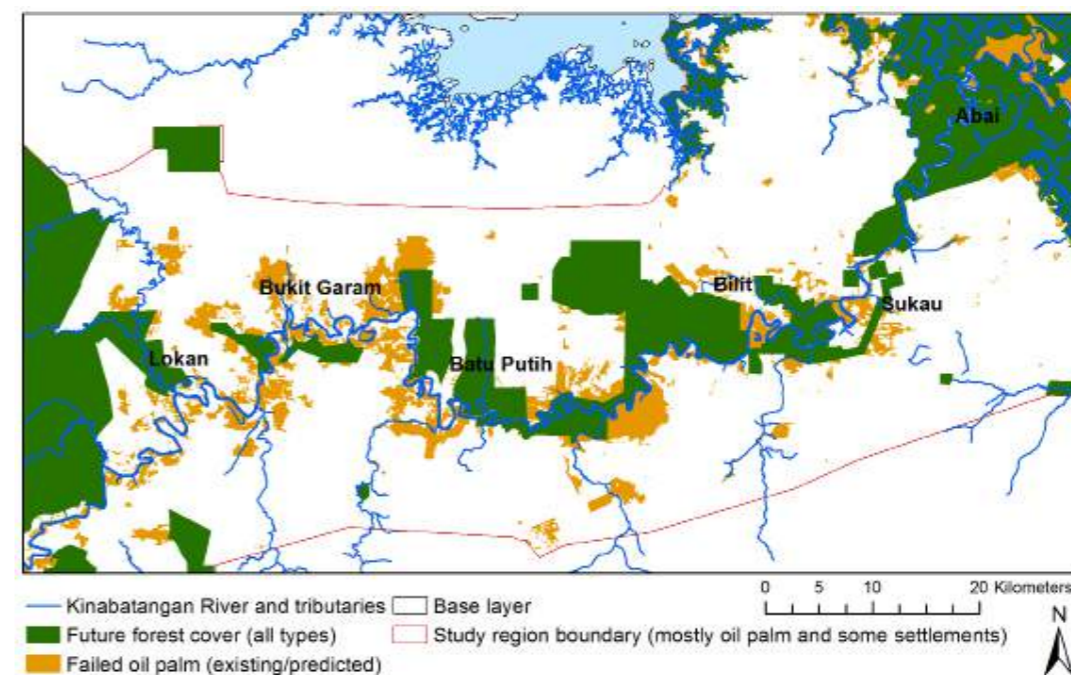 Abai
Bukit Garam
Bilit
Sukau
Lokan
Batu Putih
Kinabatangan River and tributaries
Base layer
0 5 10 20 Kilometers
Future forest cover (all types)
Study region boundary (mostly oil palm and some settlements)
N
Failed oil palm (existing/predicted)